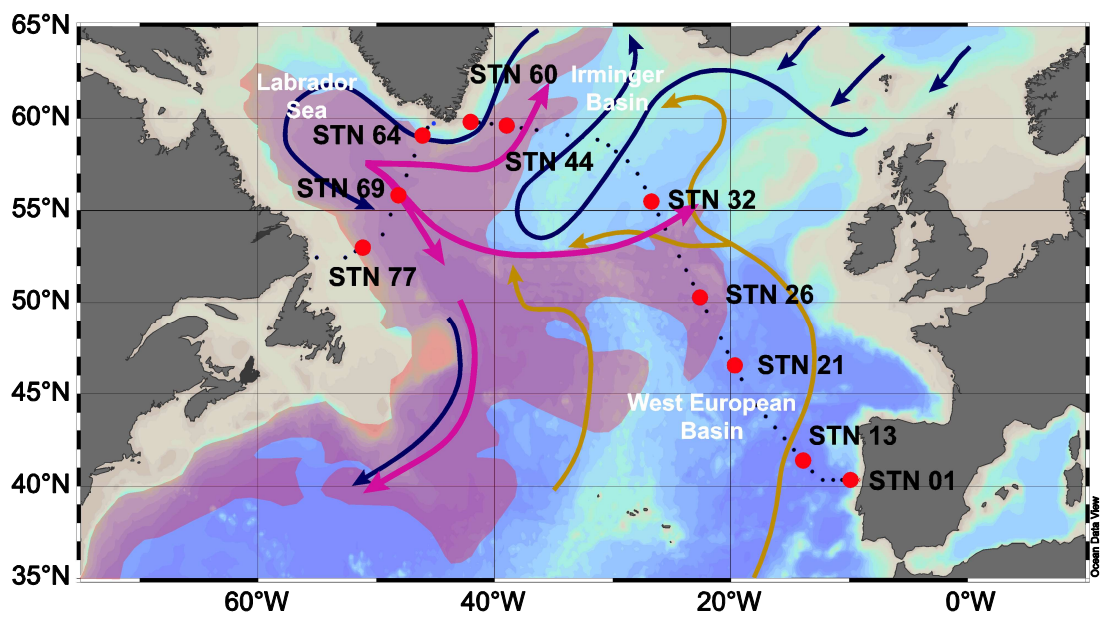 65°N
60°N
55°N
50°N
45°N
40°N
35°N
60°W
40°W
20°W
0°W
Labrador
Sea
STN 60
Irminger
Basin
STN 64
STN 44
STN 69
STN 32
STN 77
STN 26
STN 21
West European
Basin
STN 13
STN 01
Ocean Data View